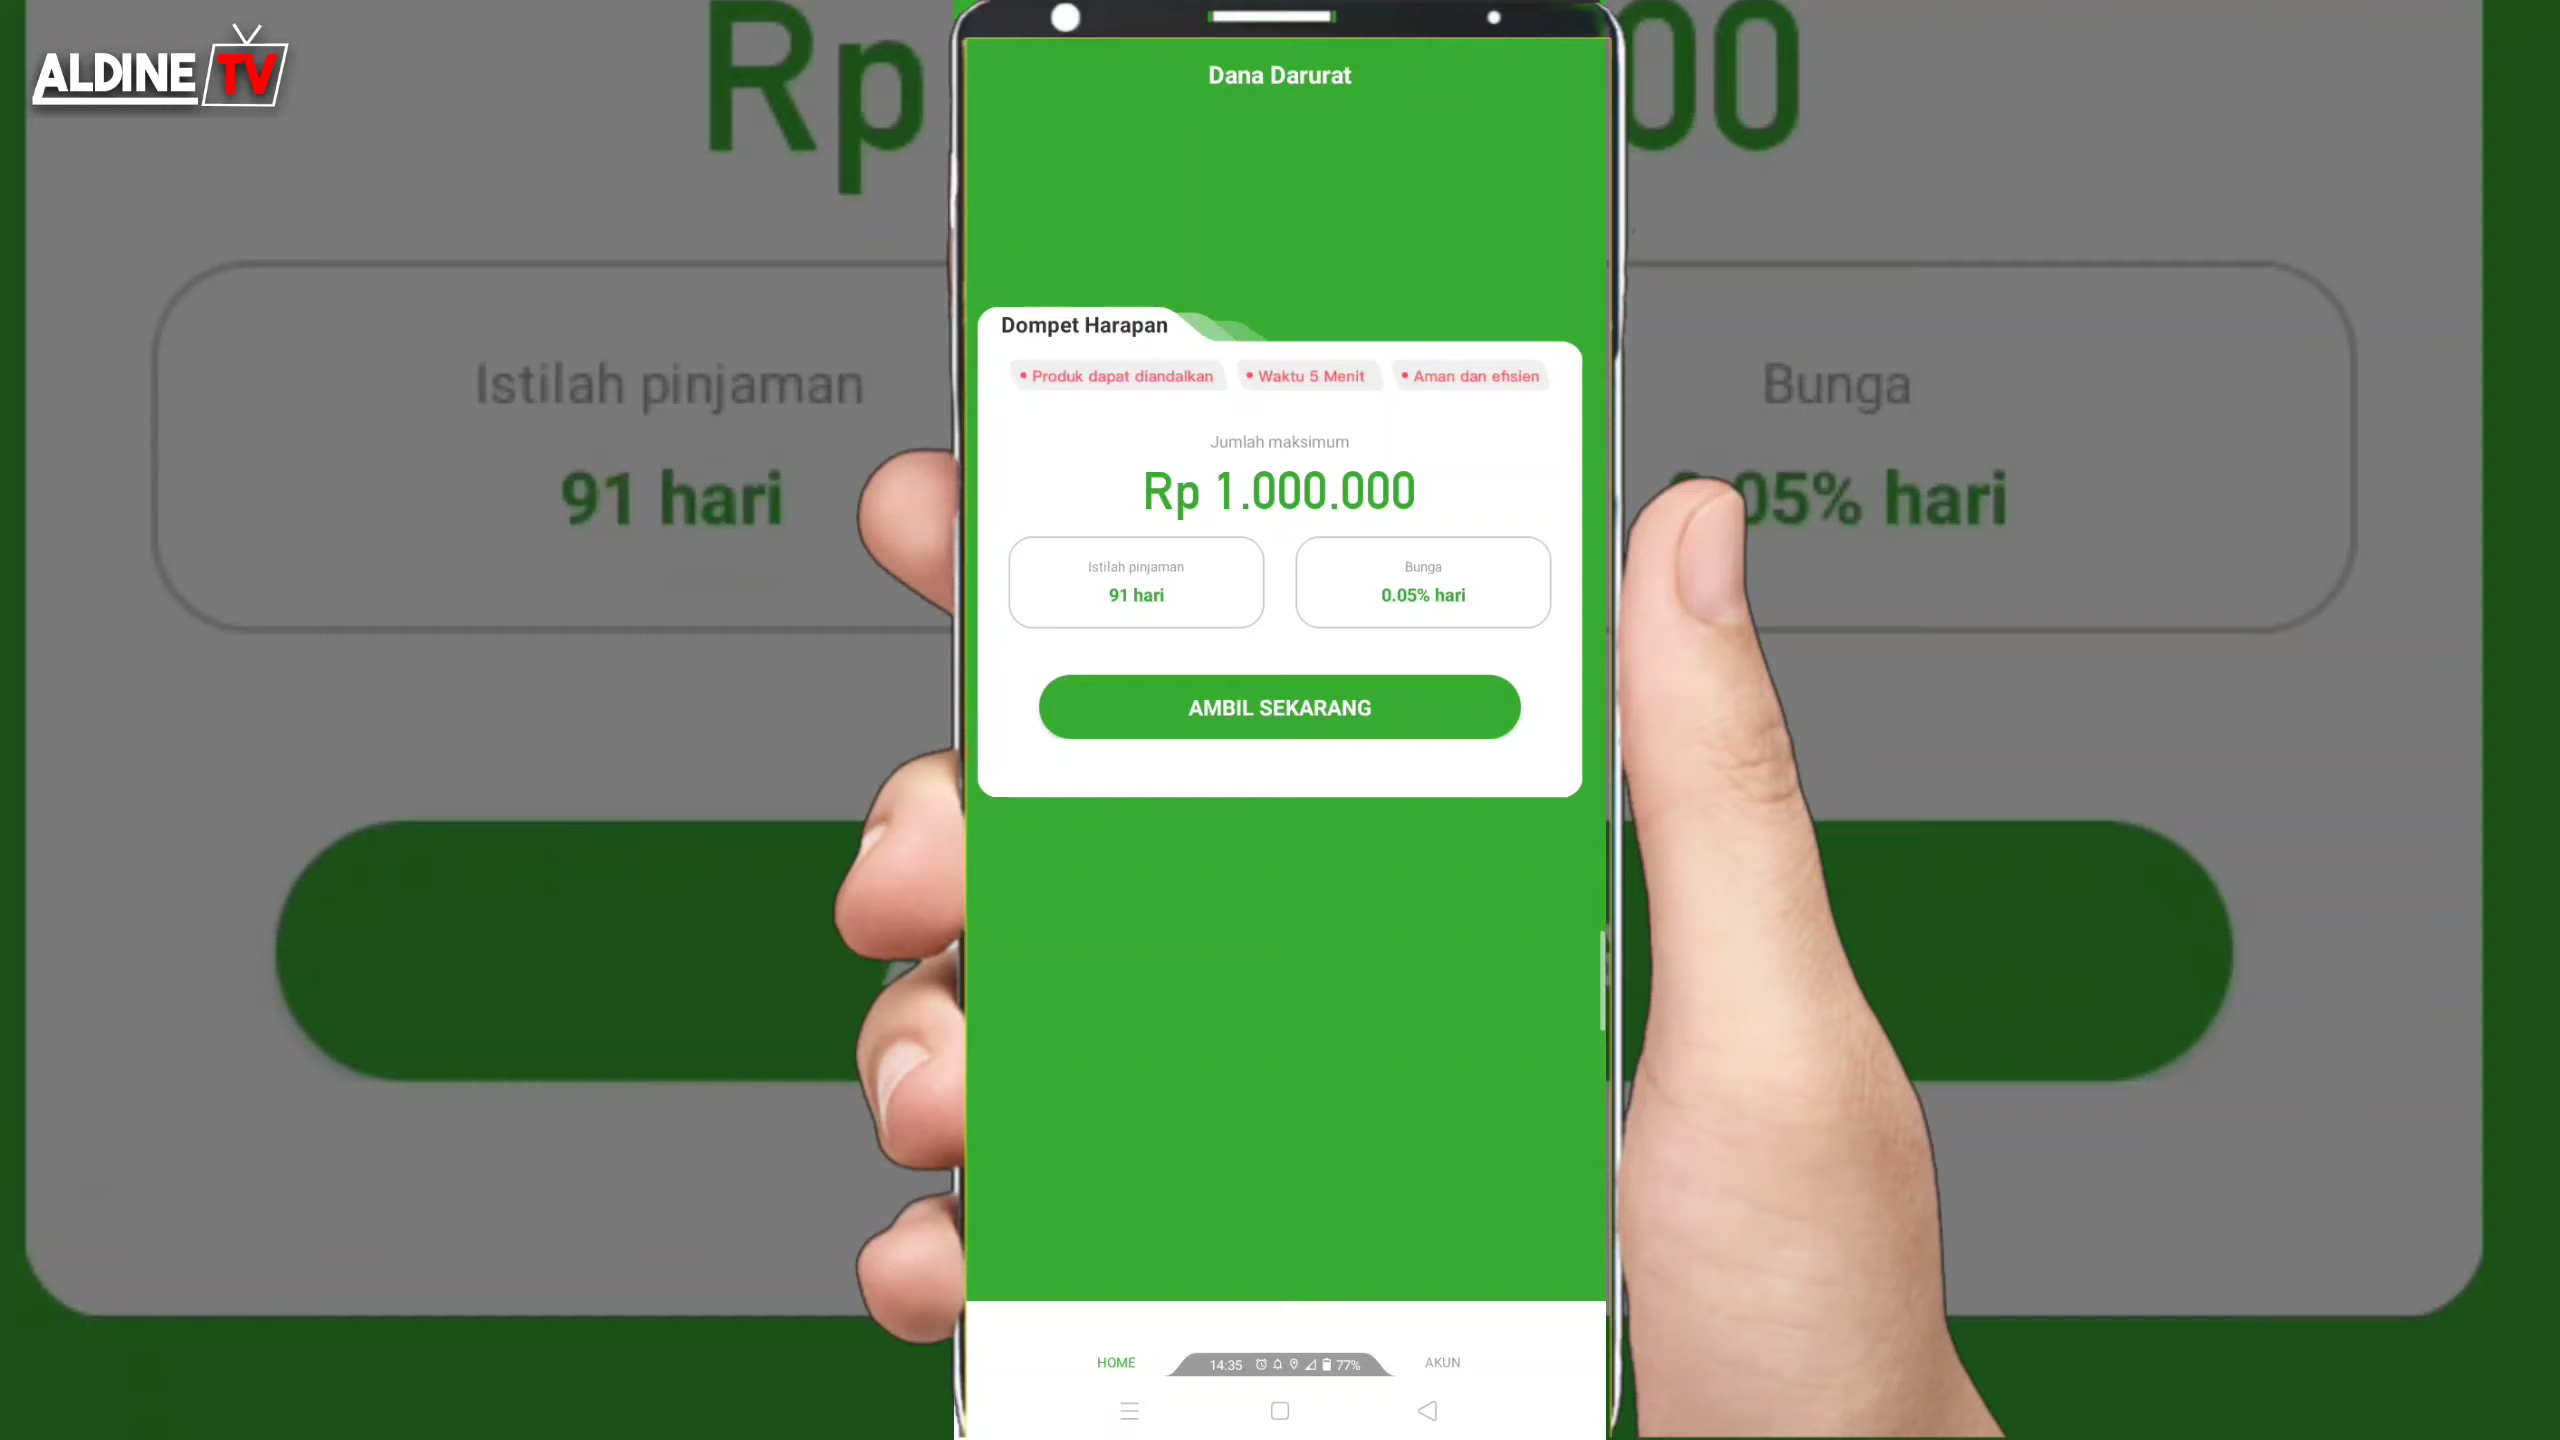 ALDINE TV
Rp
00
Istilah pinjaman
91 hari
Bunga
05% hari
Dana Darurat
Dompet Harapan
• Produk dapat diandalkan
• Waktu 5 Menit
• Aman dan efisien
Jumlah maksimum
Rp 1.000.000
Istilah pinjaman
91 hari
Bunga
0.05% hari
AMBIL SEKARANG
HOME
14:35
77%
AKUN